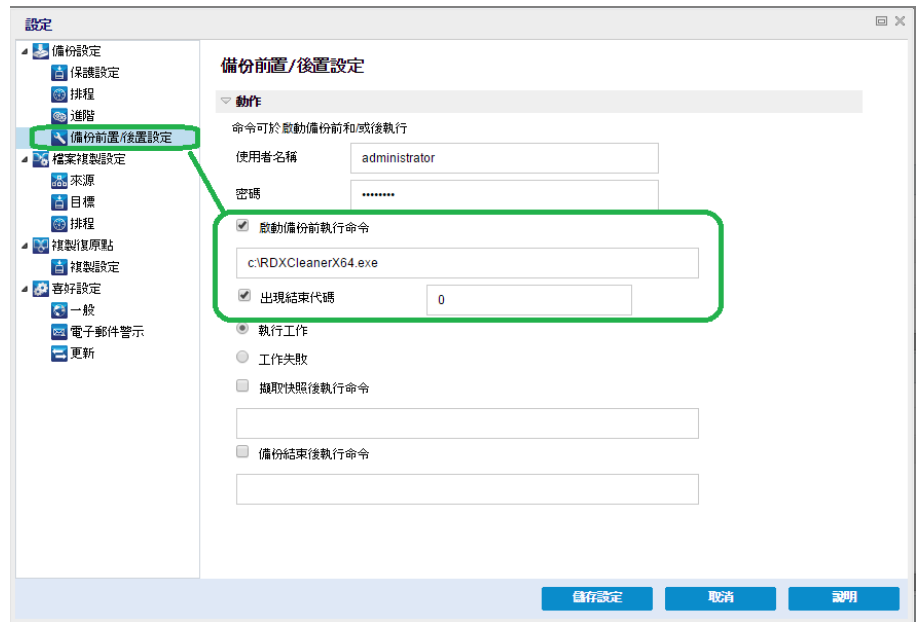 設定
備份設定
保護設定
排程
進階
備份前置/後置設定
檔案複製設定
來源
目標
排程
複製復原點
複製設定
喜好設定
一般
電子郵件警示
更新
備份前置/後置設定
動作
命令可於啟動備份前和/或後執行
使用者名稱 administrator
密碼 ••••••••
啟動備份前執行命令
c:\RDXCleanerX64.exe
出現結束代碼 0
執行工作
工作失敗
擷取快照後執行命令
備份結束後執行命令
儲存設定 取消 說明